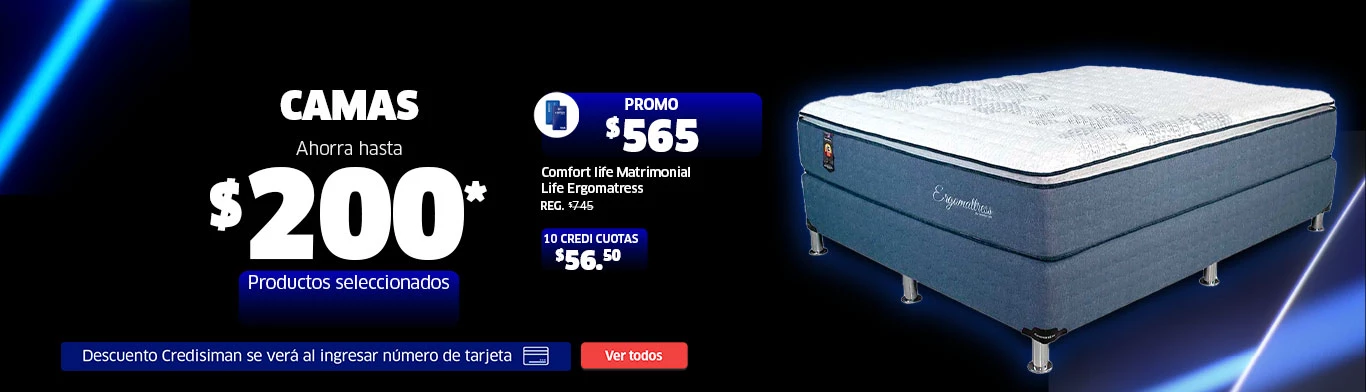 CAMAS
Ahorra hasta
$200*
Productos seleccionados
PROMO
$565
Comfort life Matrimonial
Life Ergomatress
REG. $745
10 CREDI CUOTAS
$56.50
Descuento Credisiman se verá al ingresar número de tarjeta
Ver todos
Ergomattress